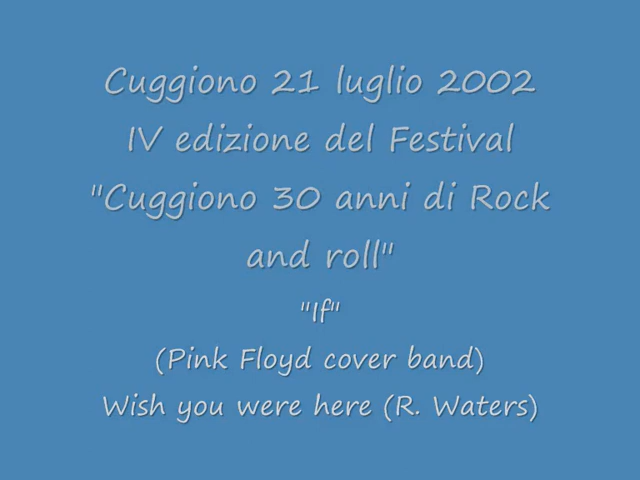 Cuggiono 21 luglio 2002
IV edizione del Festival
"Cuggiono 30 anni di Rock
and roll"
"If"
(Pink Floyd cover band)
Wish you were here (R. Waters)